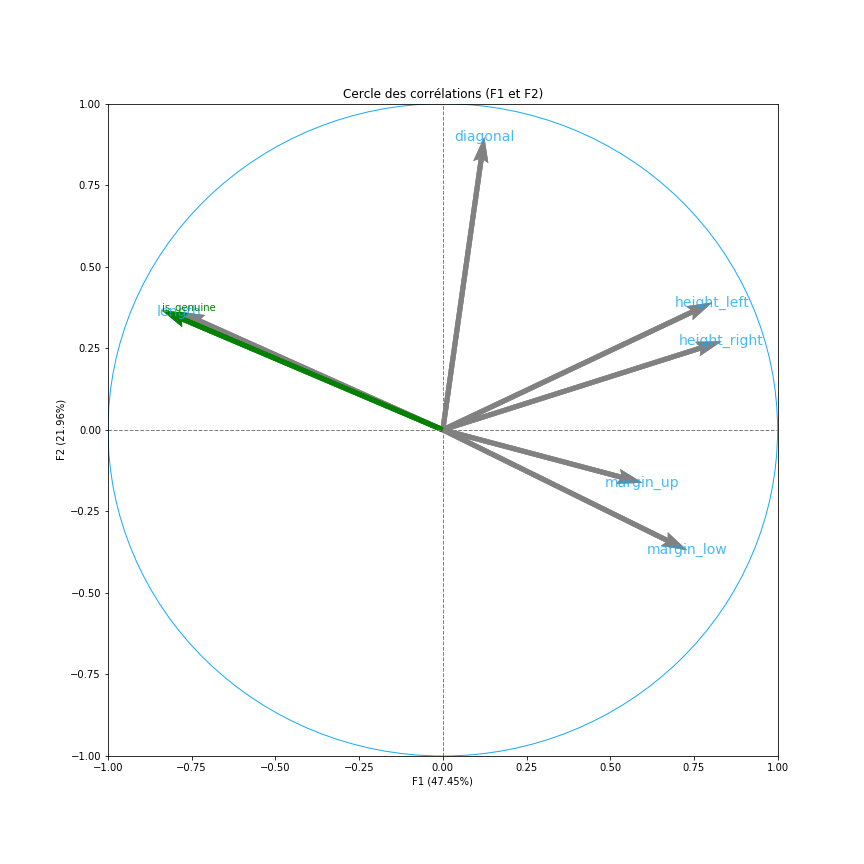 Cercle des corrélations (F1 et F2)
1.00
diagonal
0.75
0.50
is_genuine
length
height_left
height_right
0.25
F2 (21.96%)
0.00
margin_up
−0.25
margin_low
−0.50
−0.75
−1.00
−1.00 −0.75 −0.50 −0.25 0.00 0.25 0.50 0.75 1.00
F1 (47.45%)